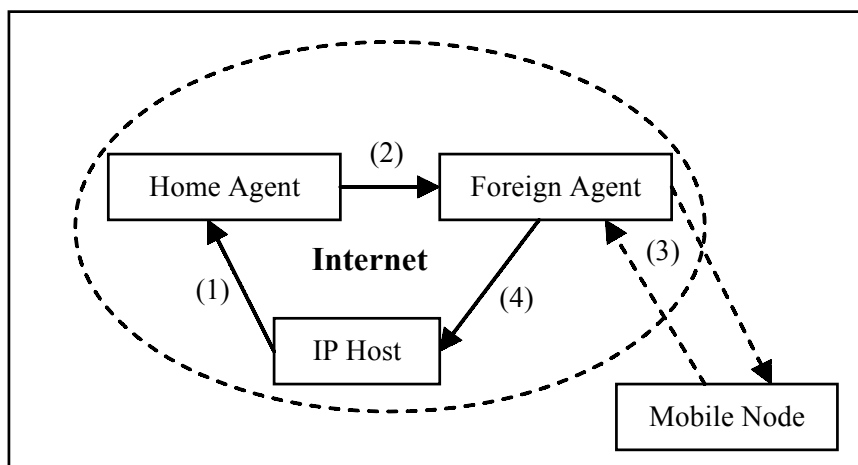 (2)
Home Agent
Foreign Agent
(3)
Internet
(1)
(4)
IP Host
Mobile Node